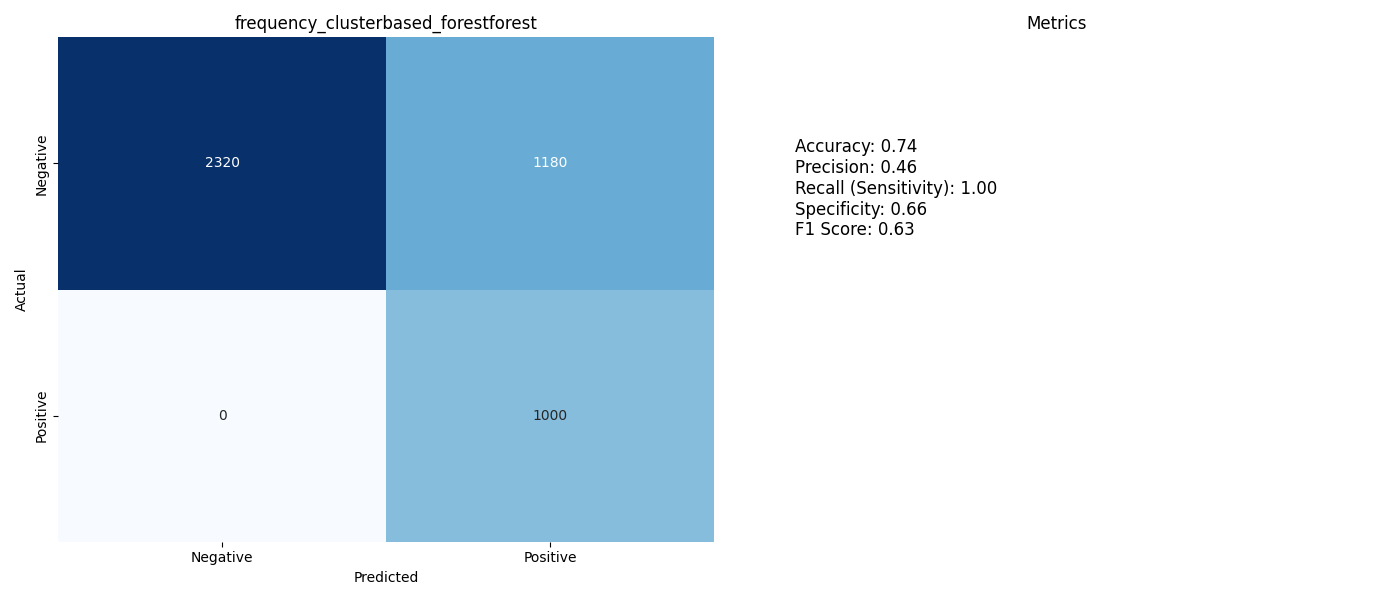 frequency_clusterbased_forestforest
Metrics
Negative
2320
1180
Accuracy: 0.74
Precision: 0.46
Recall (Sensitivity): 1.00
Specificity: 0.66
F1 Score: 0.63
Actual
Positive
0
1000
Negative
Positive
Predicted